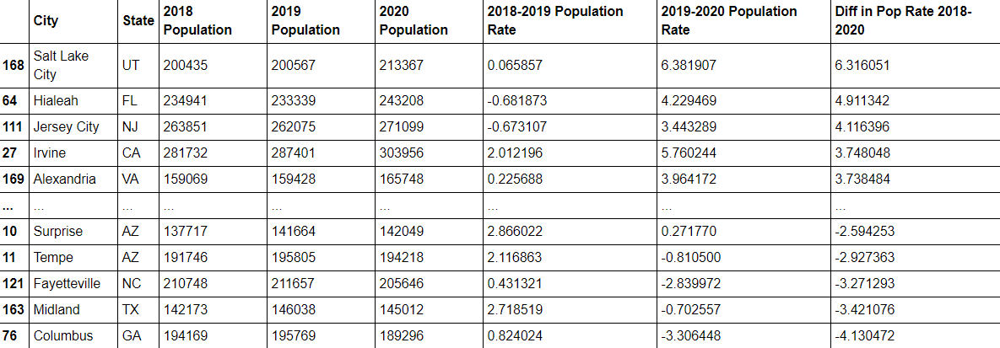 City State 2018 Population 2019 Population 2020 Population 2018-2019 Population Rate 2019-2020 Population Rate Diff in Pop Rate 2018-2020
168 Salt Lake City UT 200435 200567 213367 0.065857 6.381907 6.316051
64 Hialeah FL 234941 233339 243208 -0.681873 4.229469 4.911342
111 Jersey City NJ 263851 262075 271099 -0.673107 3.443289 4.116396
27 Irvine CA 281732 287401 303956 2.012196 5.760244 3.748048
169 Alexandria VA 159069 159428 165748 0.225688 3.964172 3.738484
... ... ... ... ... ... ... ... ...
10 Surprise AZ 137717 141664 142049 2.866022 0.271770 -2.594253
11 Tempe AZ 191746 195805 194218 2.116863 -0.810500 -2.927363
121 Fayetteville NC 210748 211657 205646 0.431321 -2.839972 -3.271293
163 Midland TX 142173 146038 145012 2.718519 -0.702557 -3.421076
76 Columbus GA 194169 195769 189296 0.824024 -3.306448 -4.130472